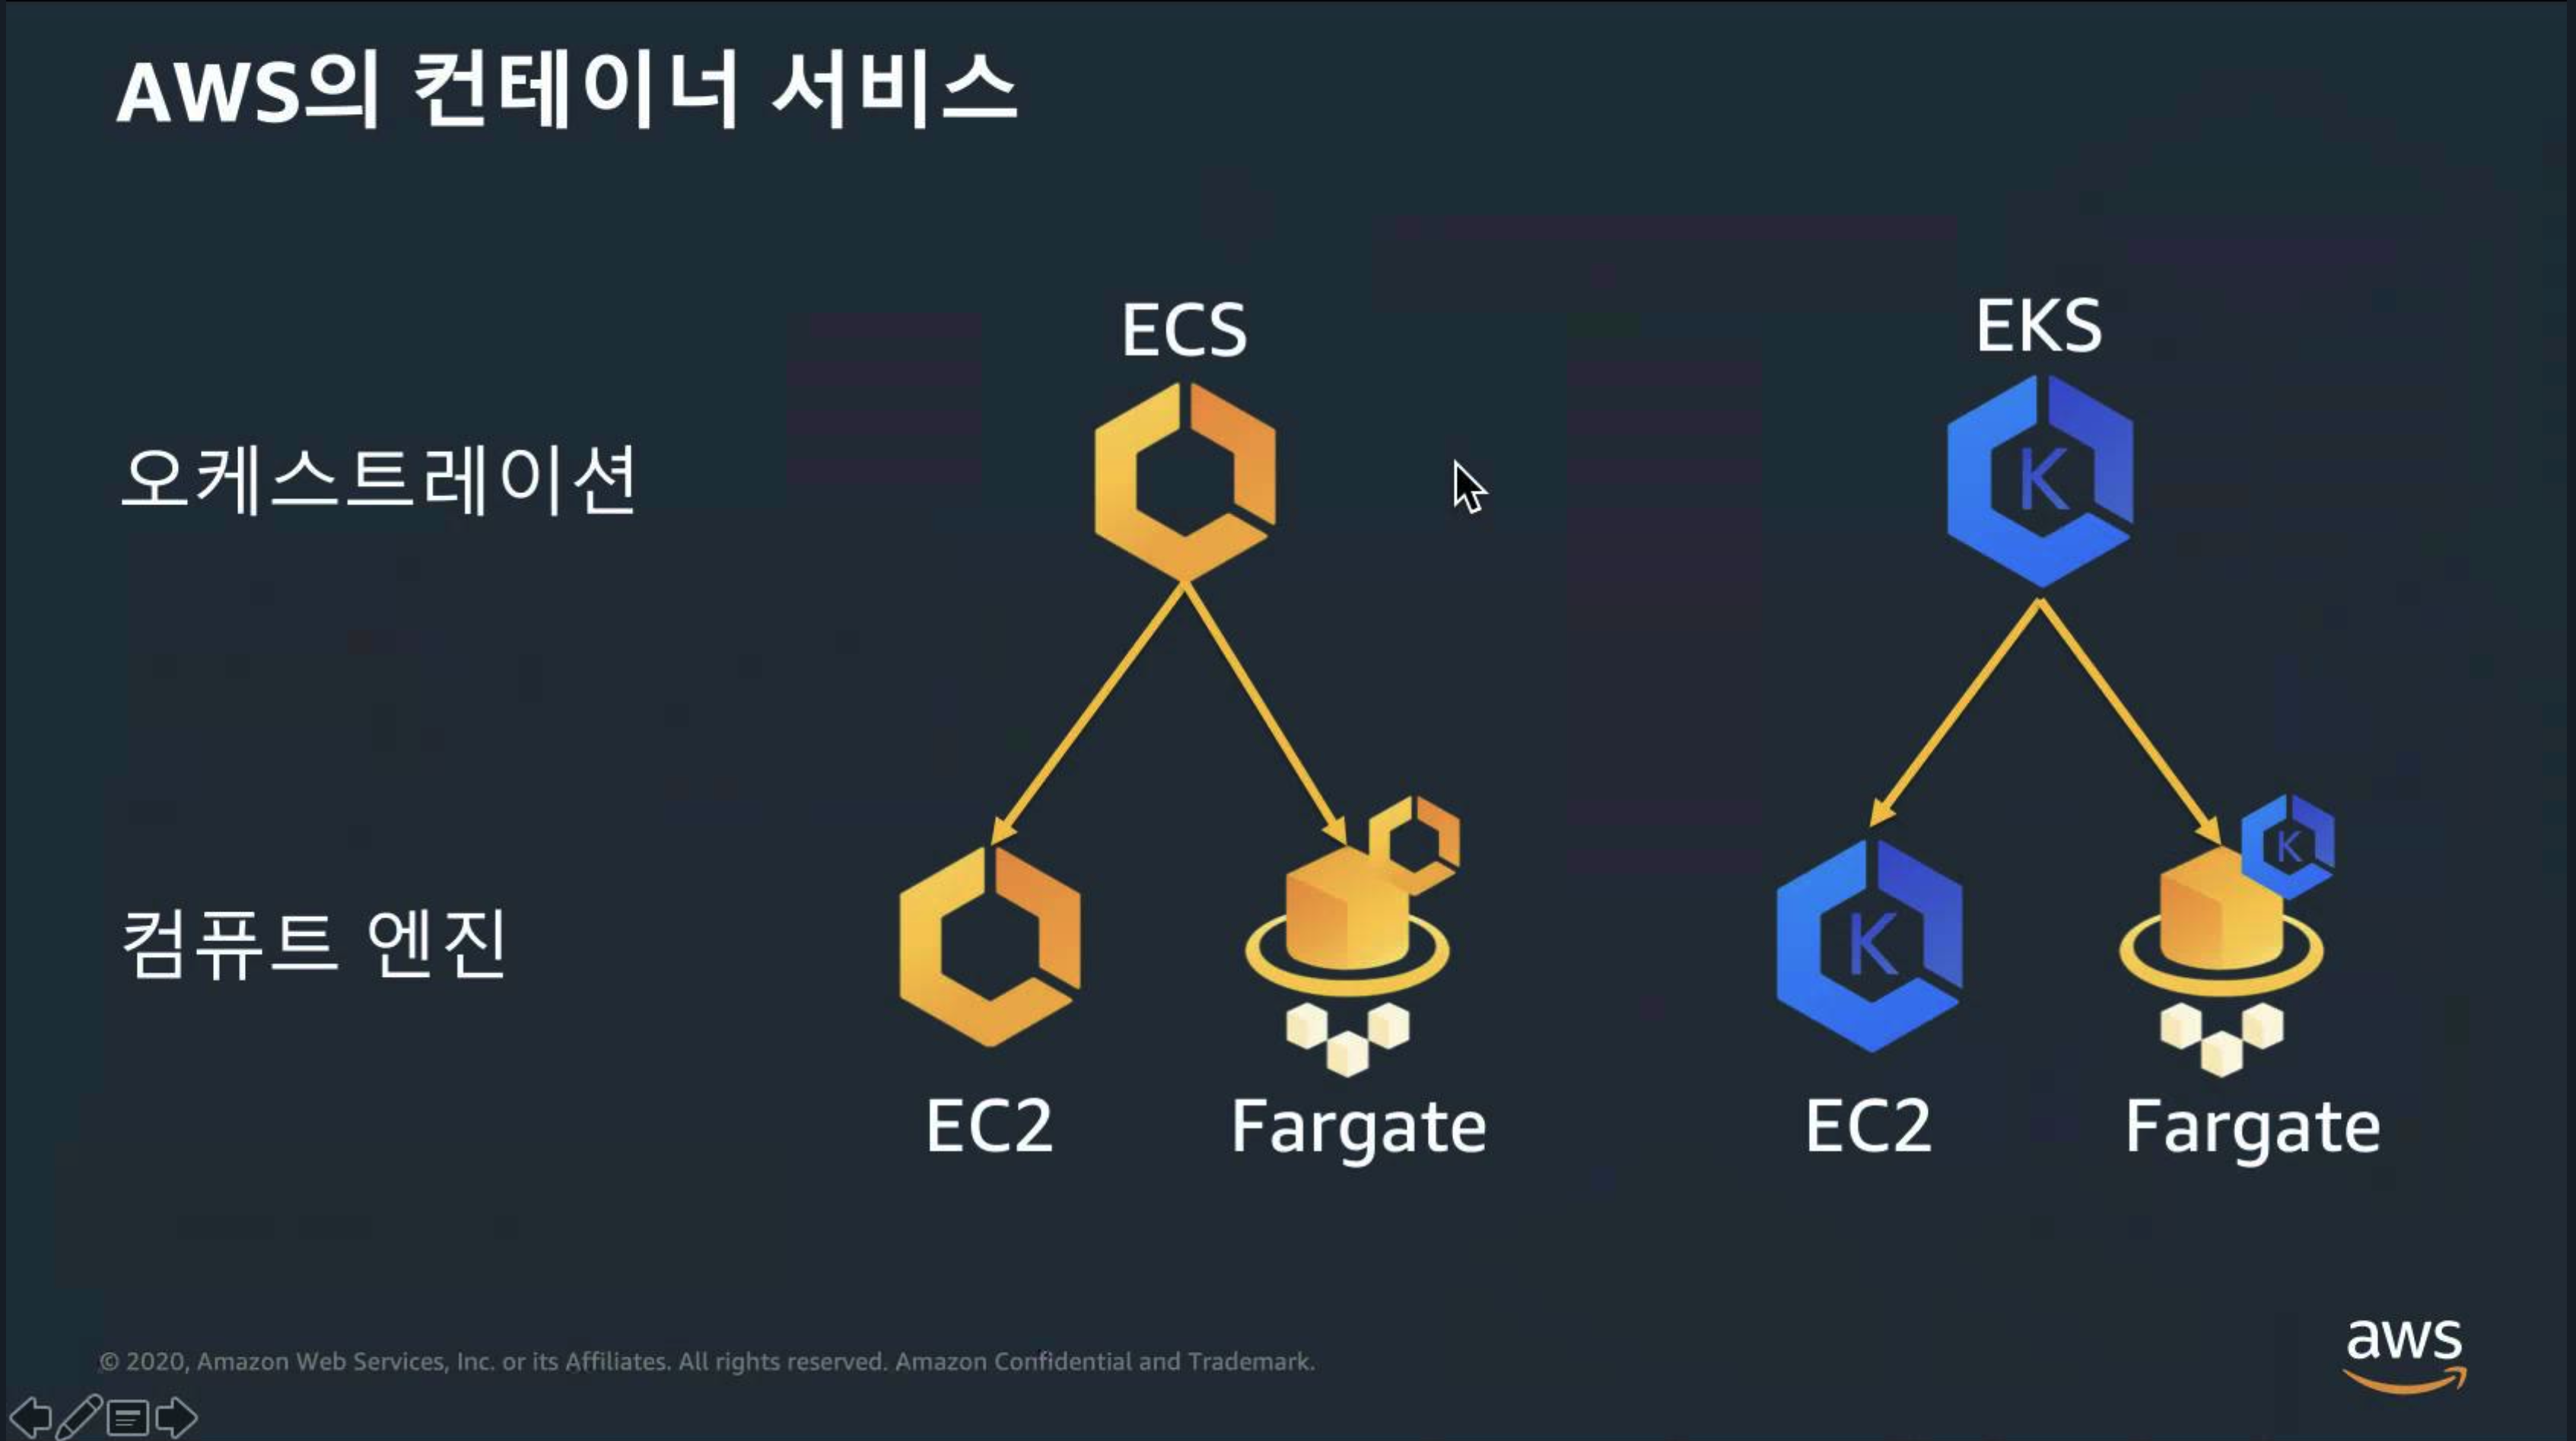 AWS의 컨테이너 서비스
ECS
EKS
K
오케스트레이션
K
K
컴퓨트 엔진
K
EC2
Fargate
EC2
Fargate
© 2020, Amazon Web Services, Inc. or its Affiliates. All rights reserved. Amazon Confidential and Trademark.
aws